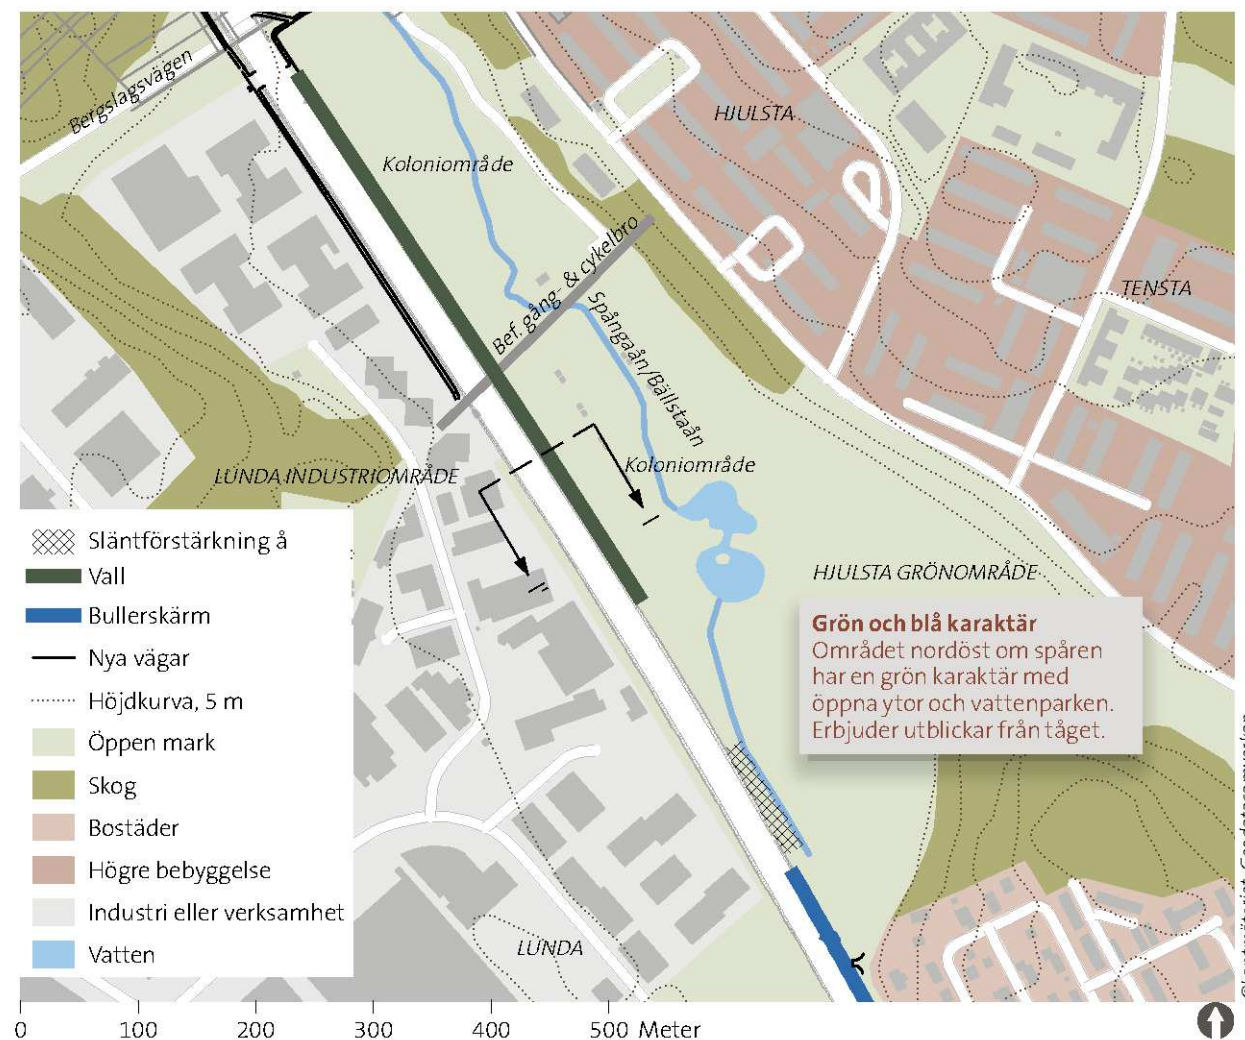 Bergslagsvägen
Koloniområde
HJULSTA
Bef. gång- & cykelbro
TENSTA
Spångaån/Bällstaån
Koloniområde
LUNDA INDUSTRIOMRÅDE
HJULSTA GRÖNOMRÅDE
Släntförstärkning å
Vall
Bullerskärm
Nya vägar
Höjdkurva, 5 m
Öppen mark
Skog
Bostäder
Högre bebyggelse
Industri eller verksamhet
Vatten
Grön och blå karaktär
Området nordöst om spåren
har en grön karaktär med
öppna ytor och vattenparken.
Erbjuder utblickar från tåget.
LUNDA
0 100 200 300 400 500 Meter